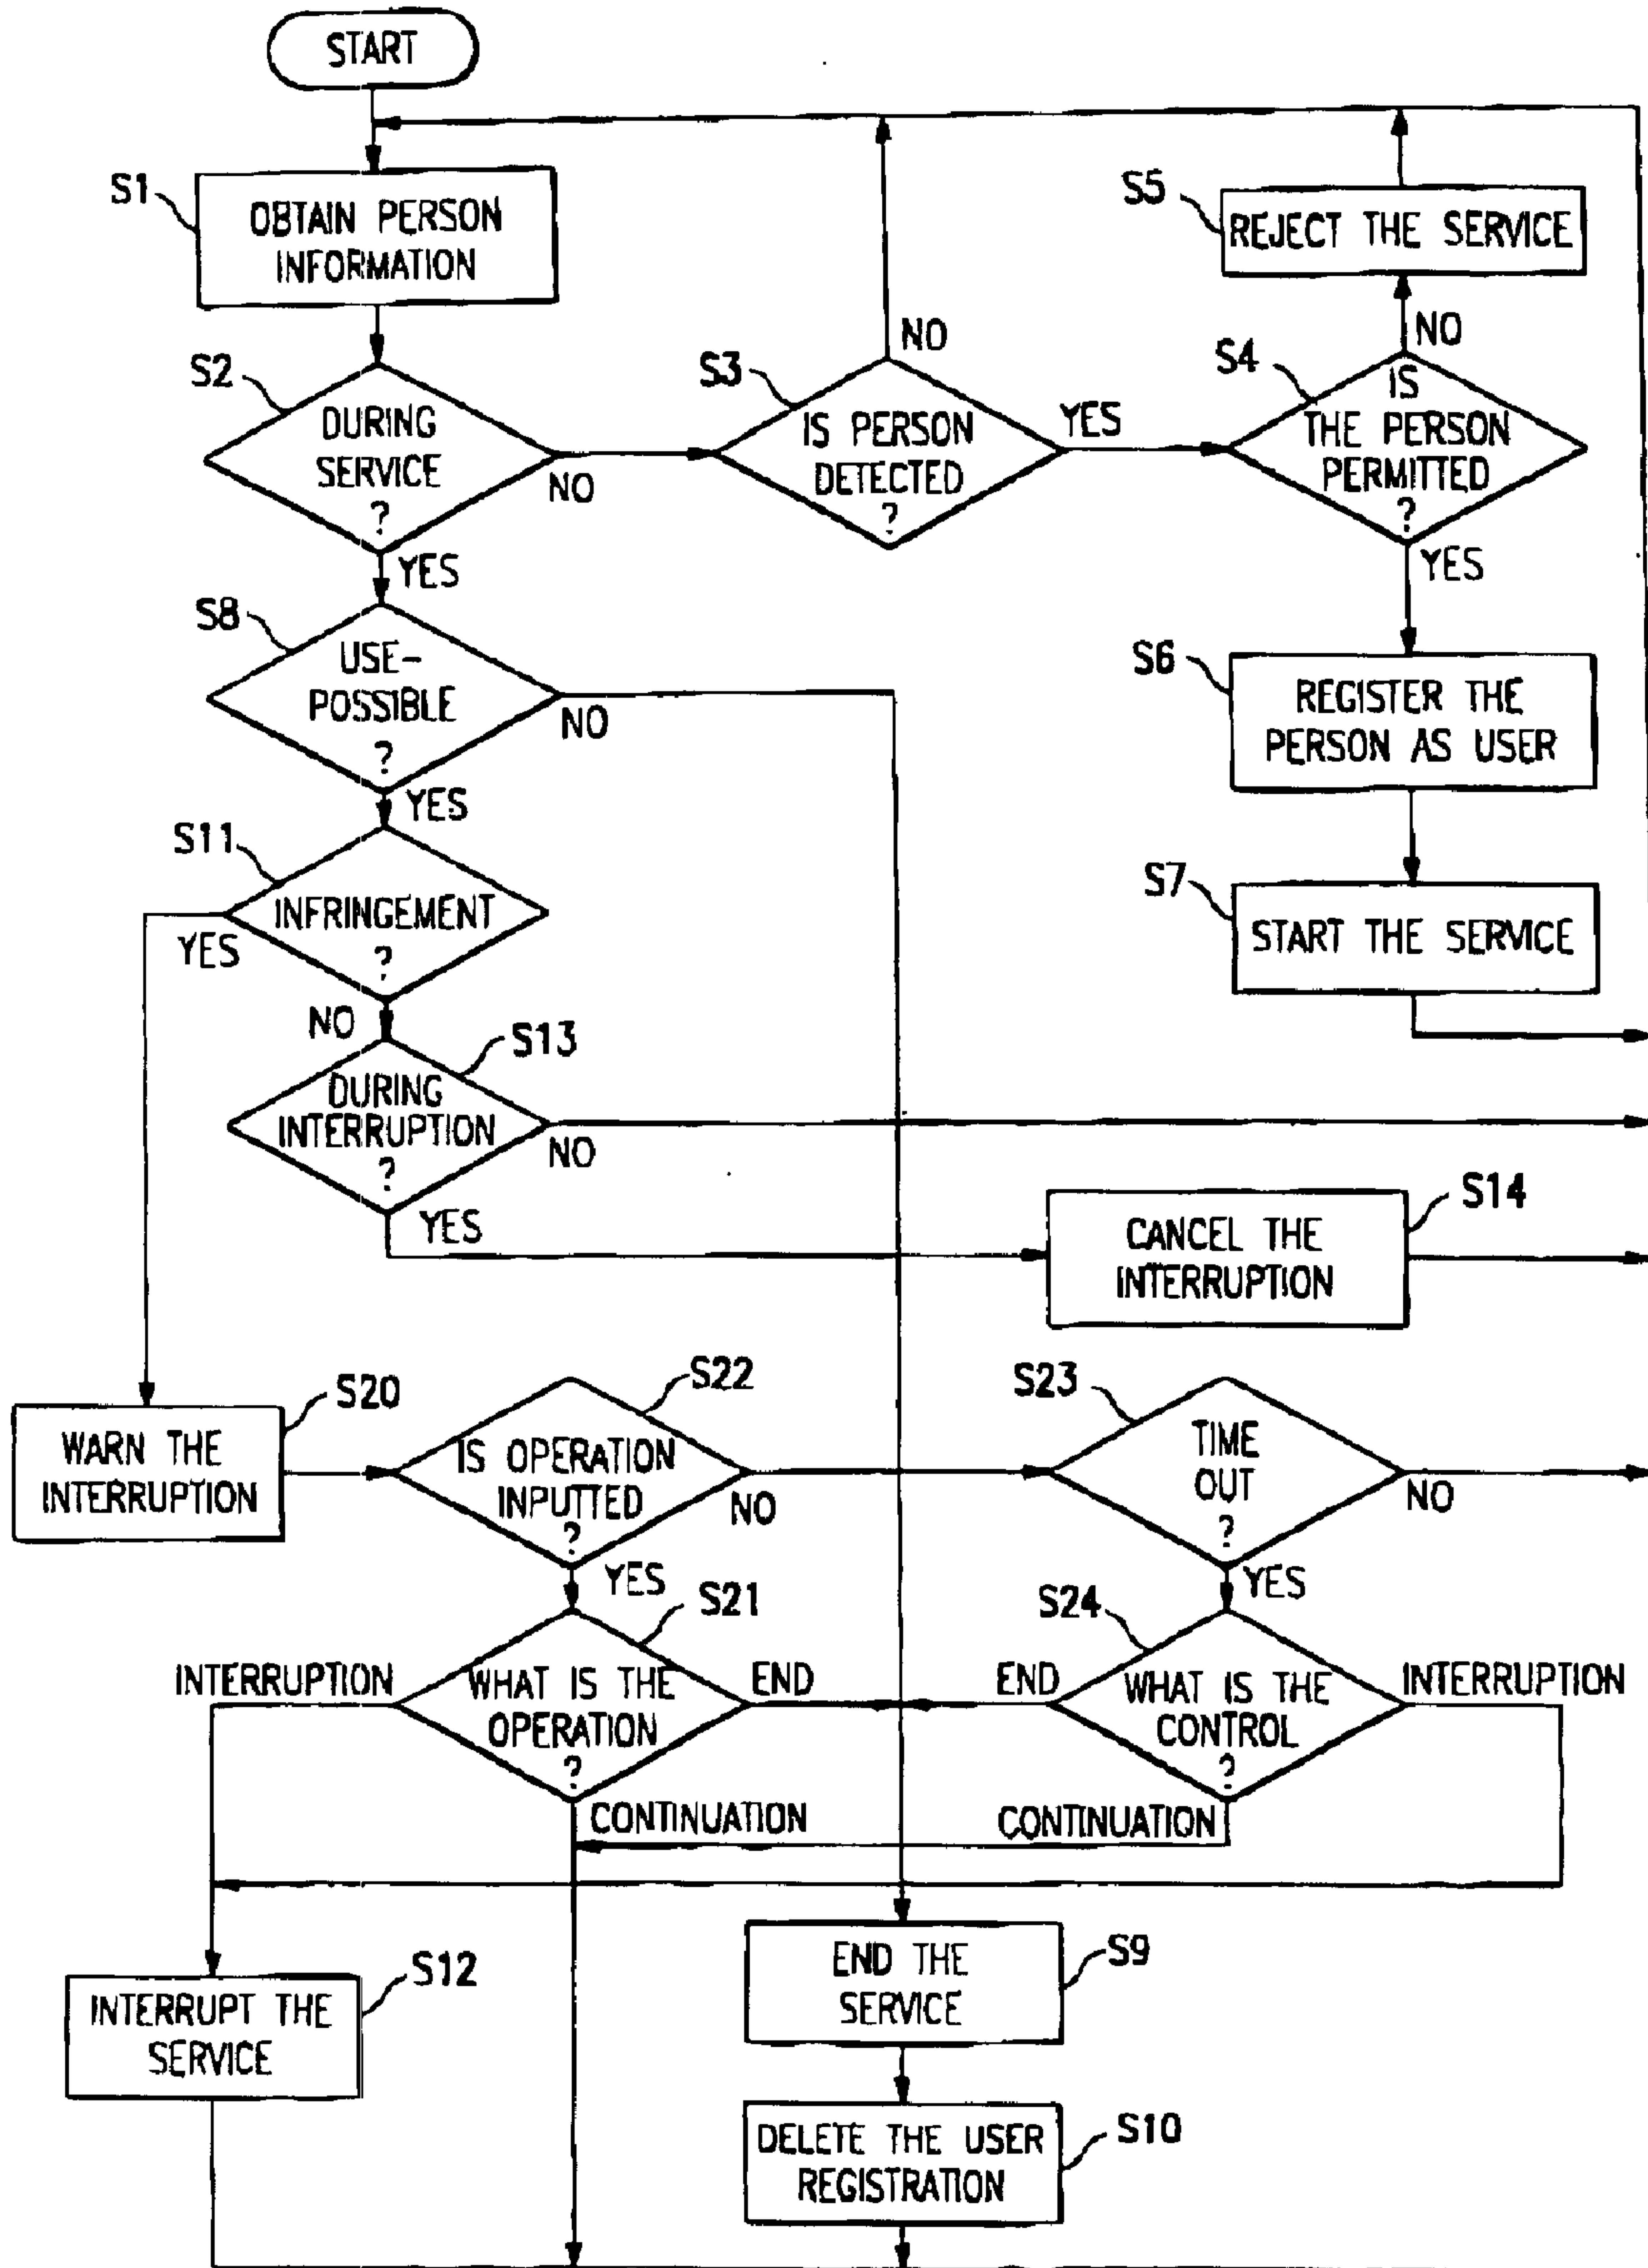 START
S1
OBTAIN PERSON
INFORMATION
S5
REJECT THE SERVICE
NO
NO
S2
DURING
SERVICE
?
NO
YES
S3
IS PERSON
DETECTED
?
YES
S4
IS
THE PERSON
PERMITTED
?
YES
S8
USE-
POSSIBLE
?
NO
YES
S6
REGISTER THE
PERSON AS USER
S11
INFRINGEMENT
?
YES
NO
S7
START THE SERVICE
S13
DURING
INTERRUPTION
?
NO
YES
S14
CANCEL THE
INTERRUPTION
S20
WARN THE
INTERRUPTION
S22
IS OPERATION
INPUTTED
?
NO
YES
S23
TIME
OUT
?
NO
YES
S21
INTERRUPTION
WHAT IS THE
OPERATION
?
END
CONTINUATION
S24
END
WHAT IS THE
CONTROL
?
INTERRUPTION
CONTINUATION
S12
INTERRUPT THE
SERVICE
S9
END THE
SERVICE
S10
DELETE THE USER
REGISTRATION